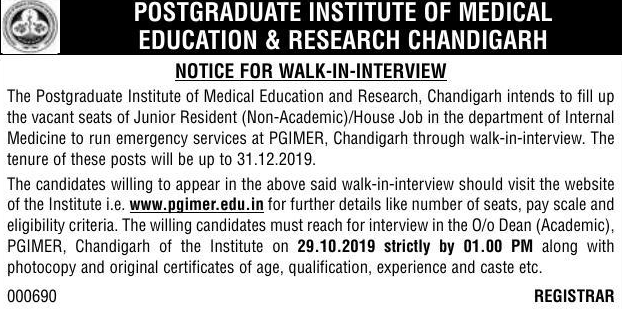 POSTGRADUATE INSTITUTE OF MEDICAL
EDUCATION & RESEARCH CHANDIGARH
NOTICE FOR WALK-IN-INTERVIEW
The Postgraduate Institute of Medical Education and Research, Chandigarh intends to fill up
the vacant seats of Junior Resident (Non-Academic)/House Job in the department of Internal
Medicine to run emergency services at PGIMER, Chandigarh through walk-in-interview. The
tenure of these posts will be up to 31.12.2019.
The candidates willing to appear in the above said walk-in-interview should visit the website
of the Institute i.e. www.pgimer.edu.in for further details like number of seats, pay scale and
eligibility criteria. The willing candidates must reach for interview in the O/o Dean (Academic),
PGIMER, Chandigarh of the Institute on 29.10.2019 strictly by 01.00 PM along with
photocopy and original certificates of age, qualification, experience and caste etc.
000690 REGISTRAR